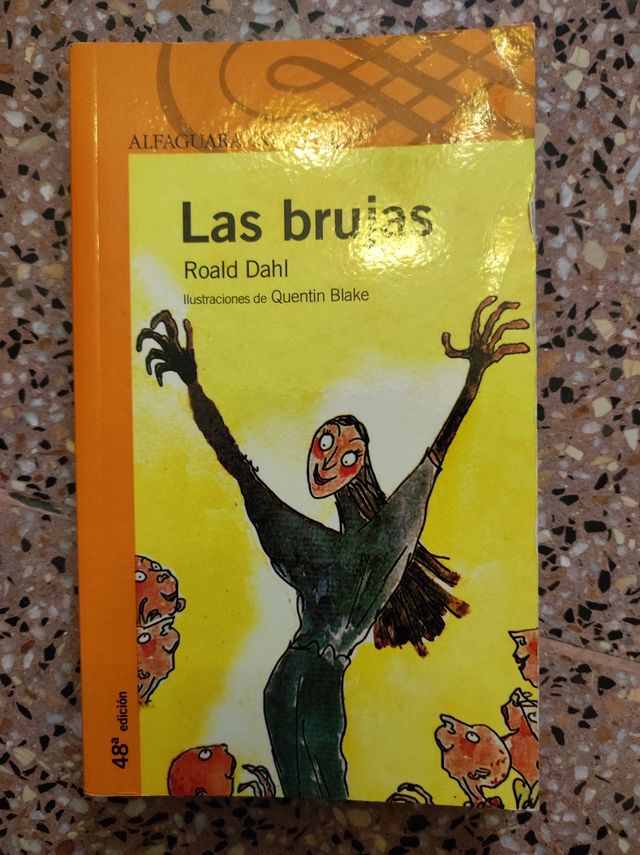 ALFAGUARA
Las brujas
Roald Dahl
Ilustraciones de Quentin Blake
48ª edición